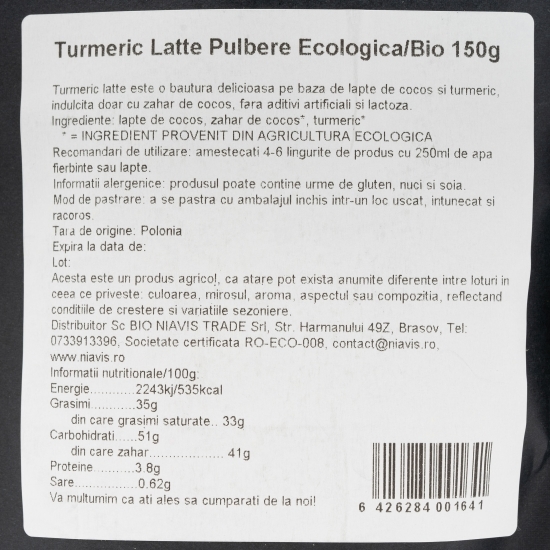 Turmeric Latte Pulbere Ecologica/Bio 150g
Turmeric latte este o bautura delicioasa pe baza de lapte de cocos si turmeric,
indulcita doar cu zahar de cocos, fara aditivi artificiali si lactoza.
Ingrediente: lapte de cocos, zahar de cocos*, turmeric*
* = INGREDIENT PROVENIT DIN AGRICULTURA ECOLOGICA
Recomandari de utilizare: amestecati 4-6 lingurite de produs cu 250ml de apa
fierbinte sau lapte.
Informatii alergenice: produsul poate contine urme de gluten, nuci si soia.
Mod de pastrare: a se pastra cu ambalajul inchis intr-un loc uscat, intunecat si
racoros.
Tara de origine: Polonia
Expira la data de:
Lot:
Acesta este un produs agricol, ca atare pot exista anumite diferente intre loturi in
ceea ce priveste: culoarea, mirosul, aroma, aspectul sau compozitia, reflectand
conditiile de crestere si variatiile sezoniere.
Distribuitor Sc BIO NIAVIS TRADE Srl, Str. Harmanului 49Z, Brasov, Tel:
0733913396, Societate certificata RO-ECO-008, contact@niavis.ro,
www.niavis.ro
Informatii nutritionale/100g:
Energie............2243kj/535kcal
Grasimi............35g
din care grasimi saturate.. 33g
Carbohidrati......51g
din care zahar.................... 41g
Proteine...........3.8g
Sare................0.62g
Va multumim ca ati ales sa cumparati de la noi!
6 426284 001641